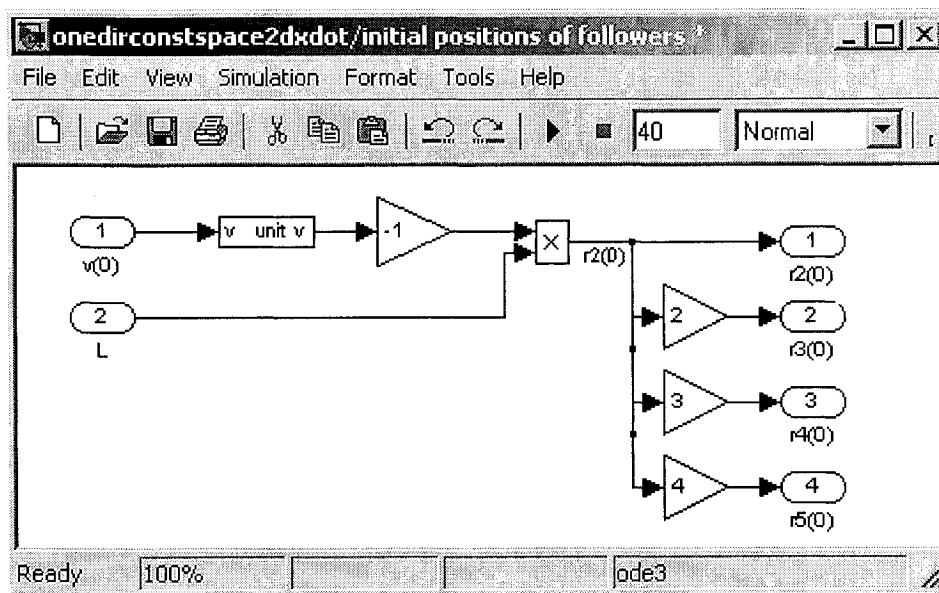 onedirconstspace2dxdot/initial positions of followers *
File Edit View Simulation Format Tools Help
40 Normal
1 v unit v -1 × r2(0) 1
v(0) r2(0)
2 2 2
L r3(0)
3 3
r4(0)
4 4
r5(0)
Ready 100% ode3